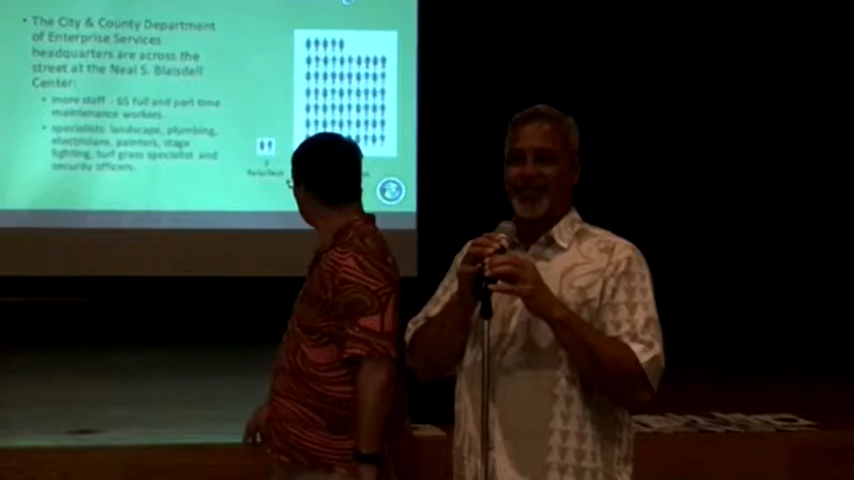 • The City & County Department
of Enterprise Services
headquarters are across the
street at the Neal S. Blaisdell
Center:
• more staff - 65 full and part time
maintenance workers
• specialists: landscape, plumbing,
electricians, painters, stage
lighting, turf grass specialist and
security officers.